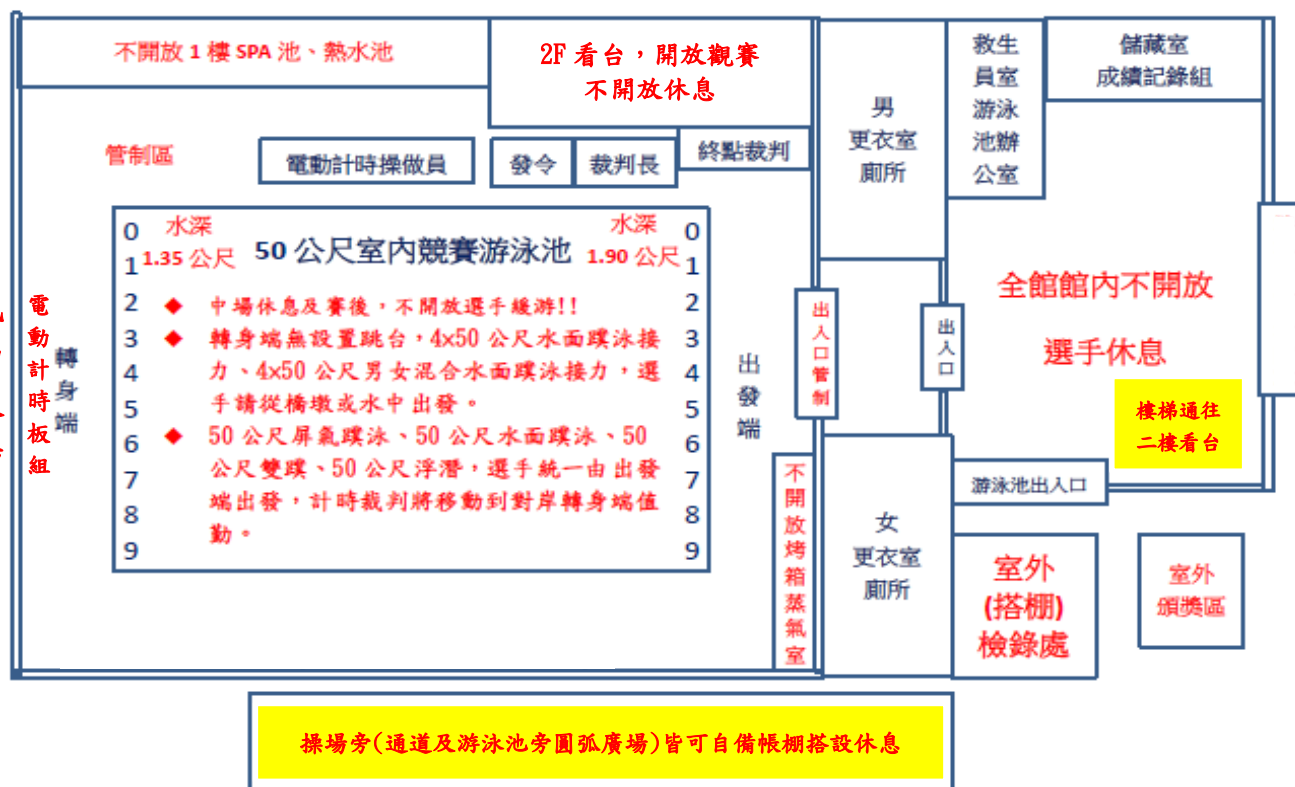 不開放 1 樓 SPA 池、熱水池
2F 看台，開放觀賽
不開放休息
男
更衣室
廁所
救生
員室
游泳
池辦
公室
儲藏室
成績記錄組
管制區
電動計時操做員
發令
裁判長
終點裁判
水深
1.35 公尺
50 公尺室內競賽游泳池
水深
1.90 公尺
0
1
2
3
4
5
6
7
8
9
◆ 中場休息及賽後，不開放選手緩游!!
◆ 轉身端無設置跳台，4x50 公尺水面蹼泳接
力、4x50 公尺男女混合水面蹼泳接力，選
手請從橋墩或水中出發。
◆ 50 公尺屏氣蹼泳、50 公尺水面蹼泳、50
公尺雙蹼、50 公尺浮潛，選手統一由出發
端出發，計時裁判將移動到對岸轉身端值
勤。
0
1
2
3
4
5
6
7
8
9
電動計時板組
轉身端
出發端
出入口管制
出入口
全館館內不開放
選手休息
樓梯通往
二樓看台
不開放烤箱蒸氣室
女
更衣室
廁所
游泳池出入口
室外
(搭棚)
檢錄處
室外
頒獎區
操場旁(通道及游泳池旁圓弧廣場)皆可自備帳棚搭設休息